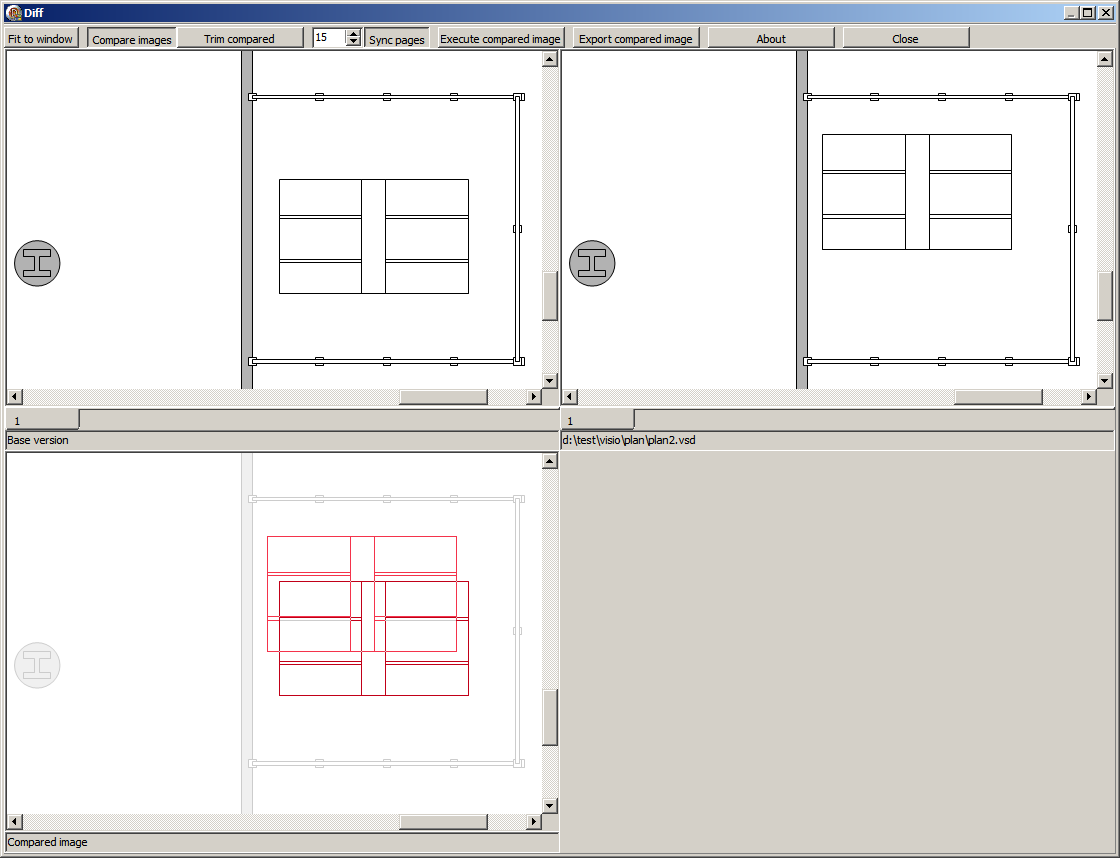 Diff
Fit to window Compare images Trim compared 15 Sync pages Execute compared image Export compared image About Close
1
1
Base version
d:\test\visio\plan\plan2.vsd
Compared image